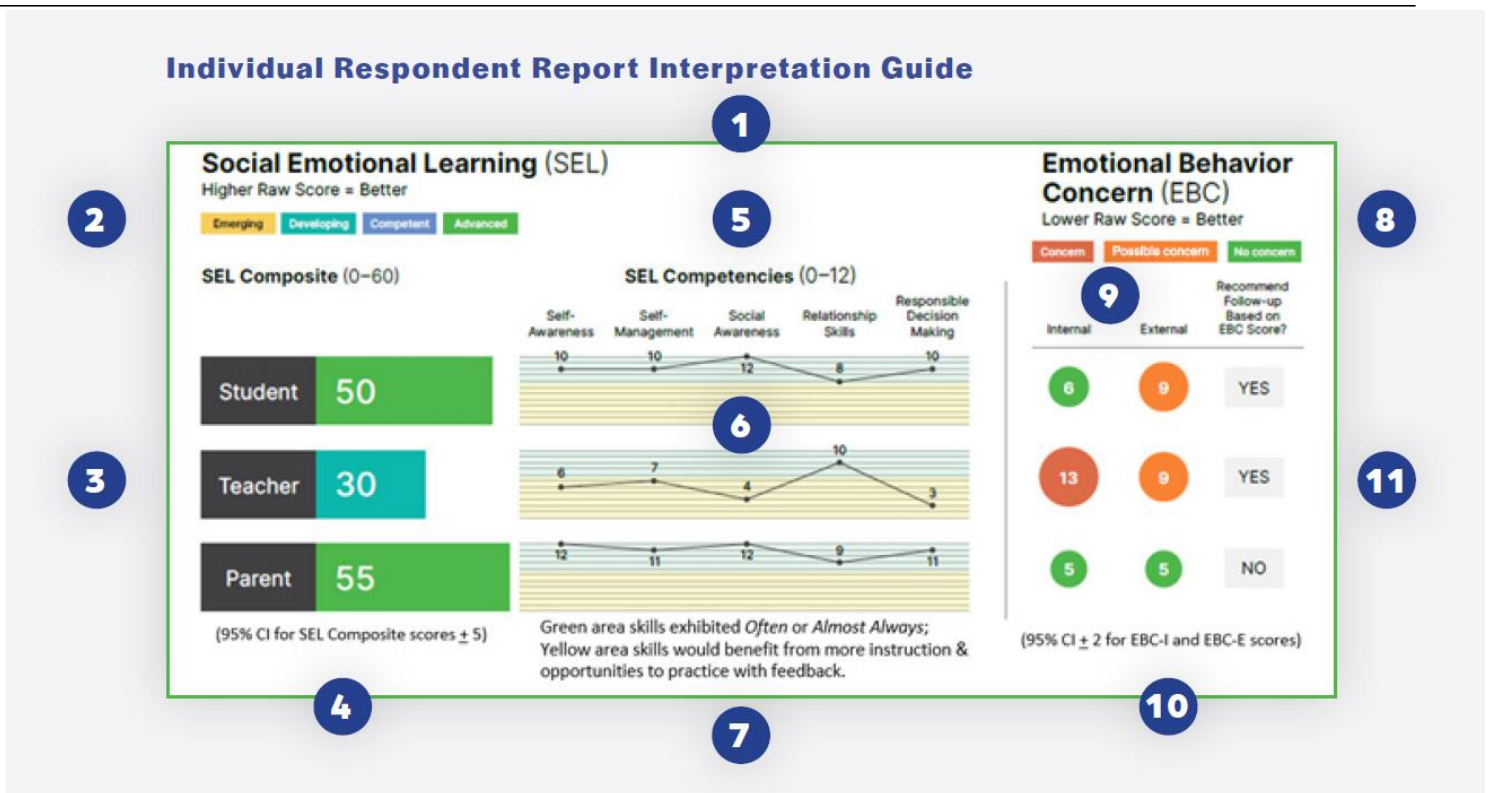 Individual Respondent Report Interpretation Guide
1
Social Emotional Learning (SEL)
Higher Raw Score = Better
2
Emerging Developing Competent Advanced
5
Emotional Behavior
Concern (EBC)
Lower Raw Score = Better
8
Concern Possible concern No concern
SEL Composite (0–60)
SEL Competencies (0–12)
9
Self-
Awareness
Self-
Management
Social
Awareness
Relationship
Skills
Responsible
Decision
Making
Internal
External
Recommend
Follow-up
Based on
EBC Score?
Student 50
10 10 12 8 10
6 9 YES
6
3
Teacher 30
6 7 4 10 3
13 9 YES
11
Parent 55
12 11 12 9 11
5 5 NO
(95% CI for SEL Composite scores ± 5)
Green area skills exhibited Often or Almost Always;
Yellow area skills would benefit from more instruction &
opportunities to practice with feedback.
(95% CI ± 2 for EBC-I and EBC-E scores)
4
7
10